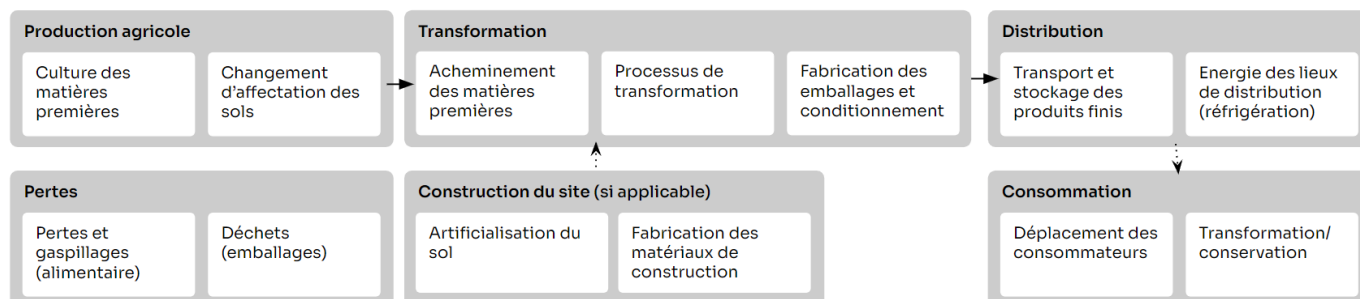 Production agricole
Culture des
matières
premières
Changement
d’affectation des
sols
Transformation
Acheminement
des matières
premières
Processus de
transformation
Fabrication des
emballages et
conditionnement
Distribution
Transport et
stockage des
produits finis
Energie des lieux
de distribution
(réfrigération)
Pertes
Pertes et
gaspillages
(alimentaire)
Déchets
(emballages)
Construction du site (si applicable)
Artificialisation du
sol
Fabrication des
matériaux de
construction
Consommation
Déplacement des
consommateurs
Transformation/
conservation